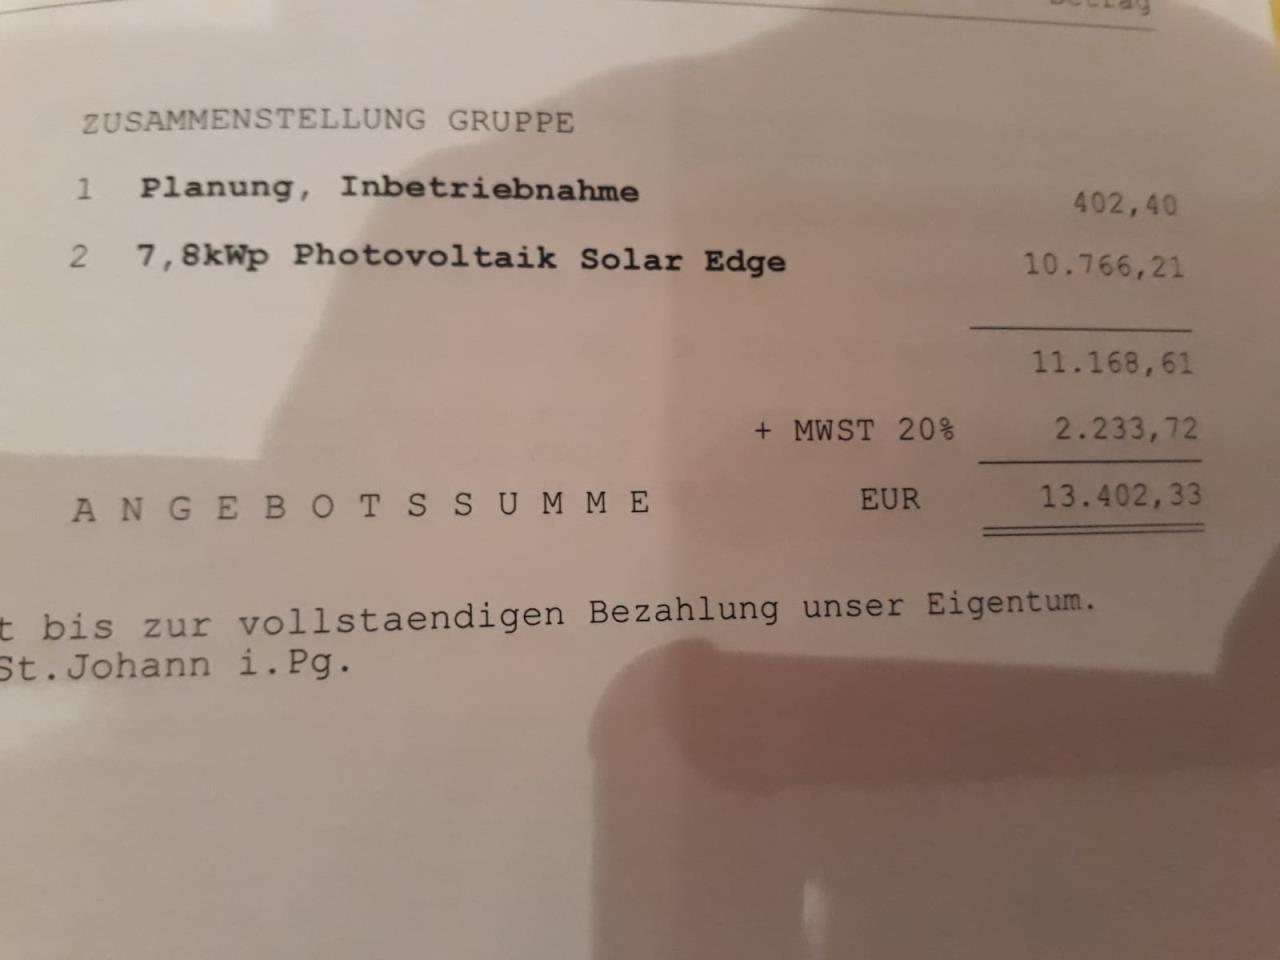 Betrag
ZUSAMMENSTELLUNG GRUPPE
1 Planung, Inbetriebnahme 402,40
2 7,8kWp Photovoltaik Solar Edge 10.766,21
11.168,61
+ MWST 20% 2.233,72
A N G E B O T S S U M M E EUR 13.402,33
t bis zur vollstaendigen Bezahlung unser Eigentum.
St.Johann i.Pg.